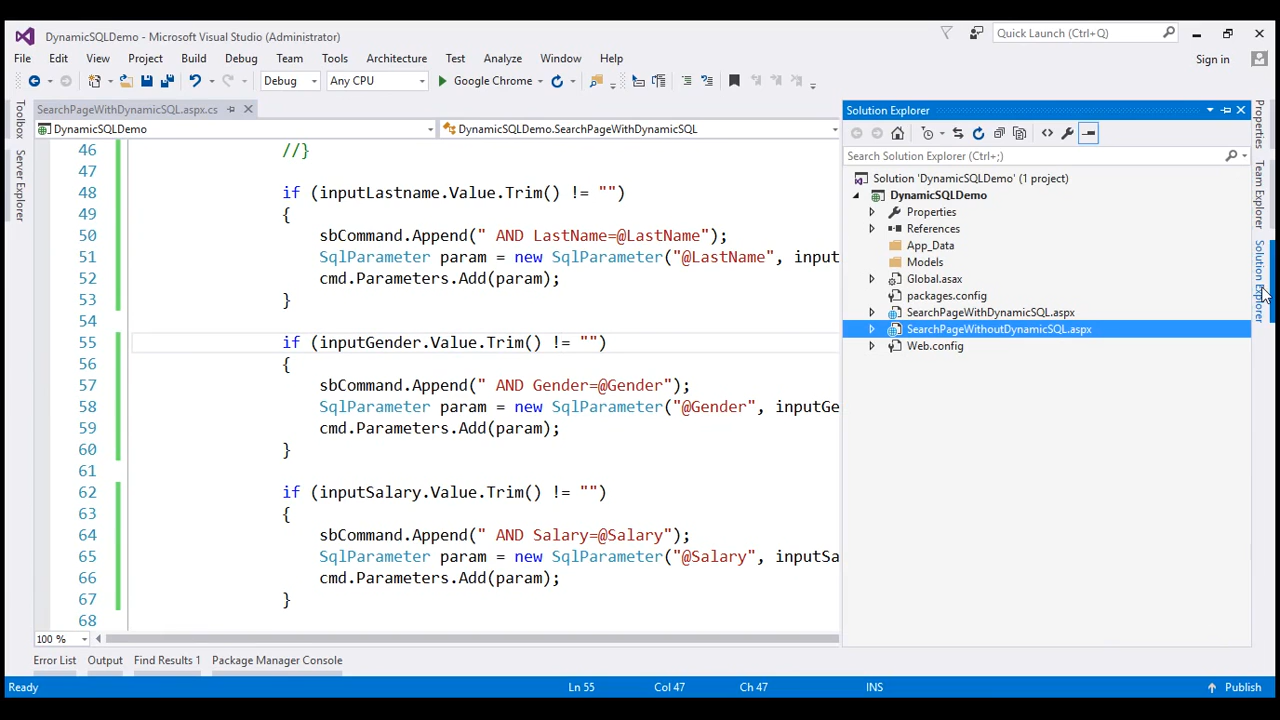 DynamicSQLDemo - Microsoft Visual Studio (Administrator)
Quick Launch (Ctrl+Q)
File Edit View Project Build Debug Team Tools Architecture Test Analyze Window Help
Sign in
Debug Any CPU Google Chrome
SearchPageWithDynamicSQL.aspx.cs
DynamicSQLDemo DynamicSQLDemo.SearchPageWithDynamicSQL
46 //}
47
48 if (inputLastname.Value.Trim() != "")
49 {
50 sbCommand.Append(" AND LastName=@LastName");
51 SqlParameter param = new SqlParameter("@LastName", input
52 cmd.Parameters.Add(param);
53 }
54
55 if (inputGender.Value.Trim() != "")
56 {
57 sbCommand.Append(" AND Gender=@Gender");
58 SqlParameter param = new SqlParameter("@Gender", inputGe
59 cmd.Parameters.Add(param);
60 }
61
62 if (inputSalary.Value.Trim() != "")
63 {
64 sbCommand.Append(" AND Salary=@Salary");
65 SqlParameter param = new SqlParameter("@Salary", inputSa
66 cmd.Parameters.Add(param);
67 }
68
100 %
Solution Explorer
Search Solution Explorer (Ctrl+;)
Solution 'DynamicSQLDemo' (1 project)
DynamicSQLDemo
Properties
References
App_Data
Models
Global.asax
packages.config
SearchPageWithDynamicSQL.aspx
SearchPageWithoutDynamicSQL.aspx
Web.config
Toolbox
Server Explorer
Properties
Team Explorer
Solution Explorer
Error List Output Find Results 1 Package Manager Console
Ready Ln 55 Col 47 Ch 47 INS Publish